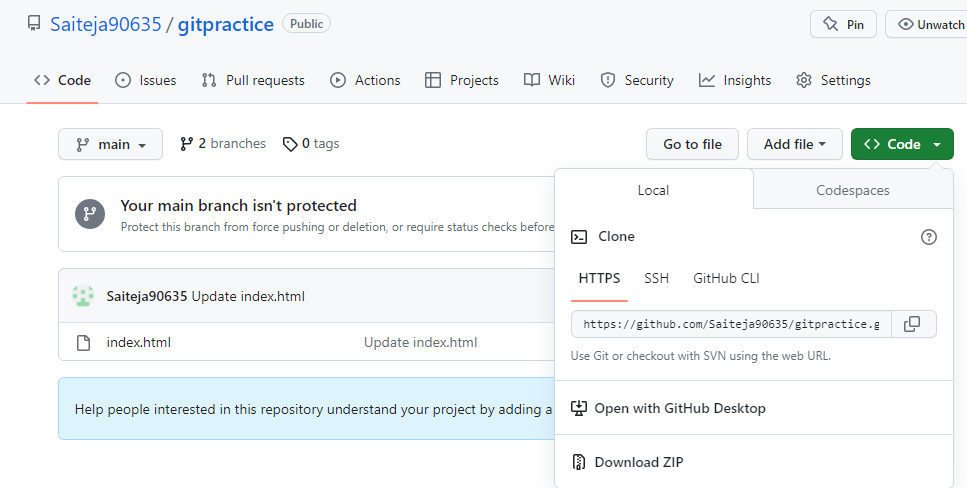 Saiteja90635 / gitpractice Public Pin Unwatch
Code Issues Pull requests Actions Projects Wiki Security Insights Settings
main 2 branches 0 tags Go to file Add file Code
Local Codespaces
Your main branch isn't protected
Protect this branch from force pushing or deletion, or require status checks before
Clone
HTTPS SSH GitHub CLI
Saiteja90635 Update index.html
https://github.com/Saiteja90635/gitpractice.g
index.html Update index.html
Use Git or checkout with SVN using the web URL.
Help people interested in this repository understand your project by adding a
Open with GitHub Desktop
Download ZIP